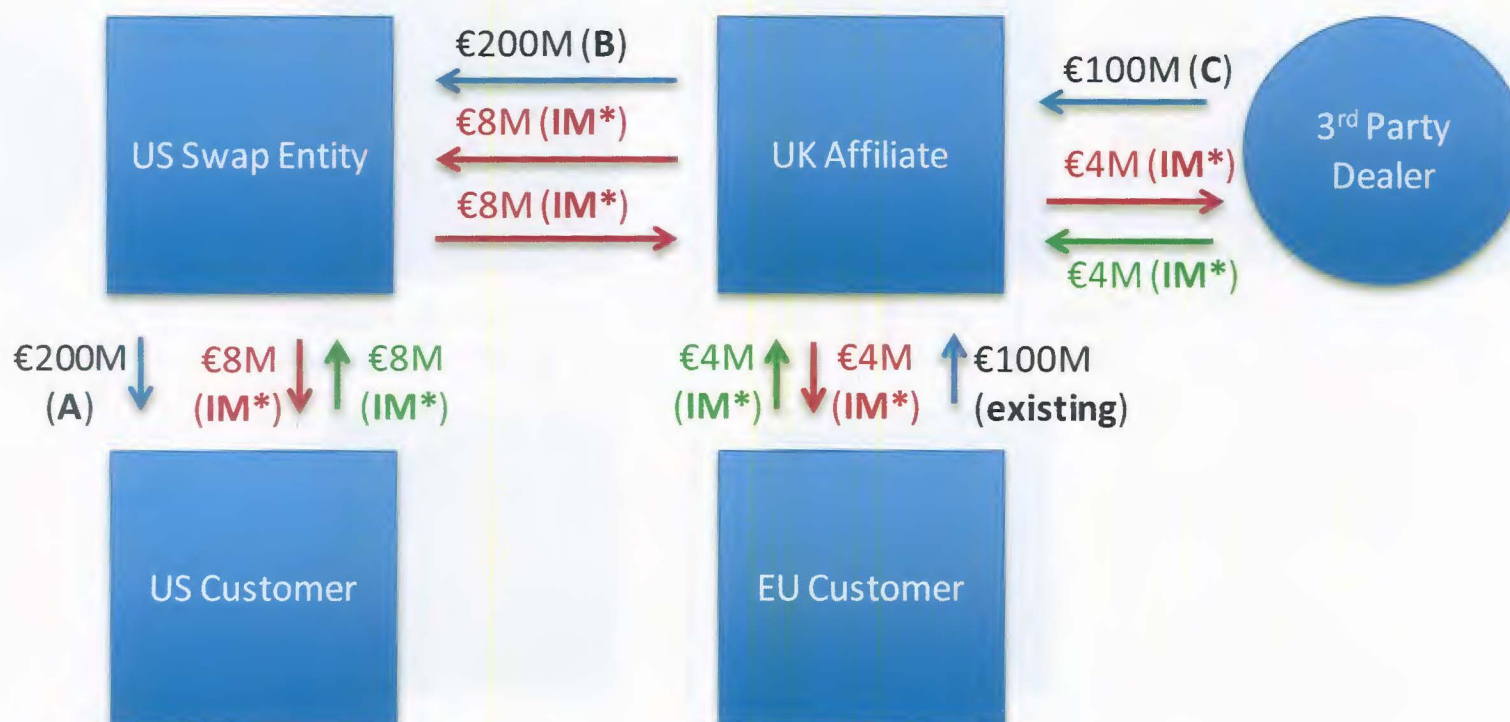 €200M (B)
€8M (IM*)
€8M (IM*)
US Swap Entity
UK Affiliate
€100M (C)
€4M (IM*)
€4M (IM*)
3rd Party
Dealer
€200M
(A)
€8M
(IM*)
€8M
(IM*)
€4M
(IM*)
€4M
(IM*)
€100M
(existing)
US Customer
EU Customer